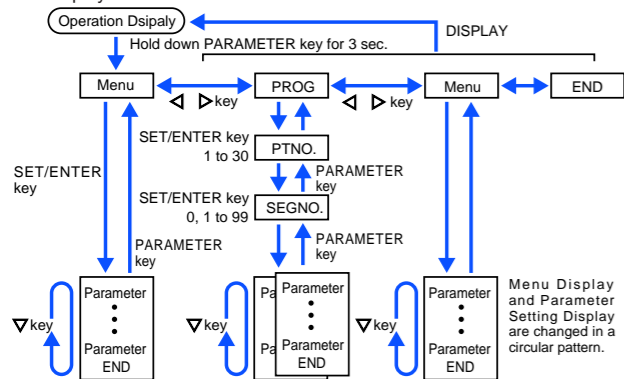 Operation Dsipaly
DISPLAY
Hold down PARAMETER key for 3 sec.
Menu
PROG
Menu
END
key
key
SET/ENTER key
1 to 30
PTNO.
SET/ENTER
key
PARAMETER
key
SET/ENTER key
0, 1 to 99
SEGNO.
PARAMETER
key
PARAMETER
key
Parameter
Parameter
END
key
Pa
Pa
Parameter
Parameter
END
key
Parameter
Parameter
END
key
Menu Display
and Parameter
Setting Display
are changed in a
circular pattern.